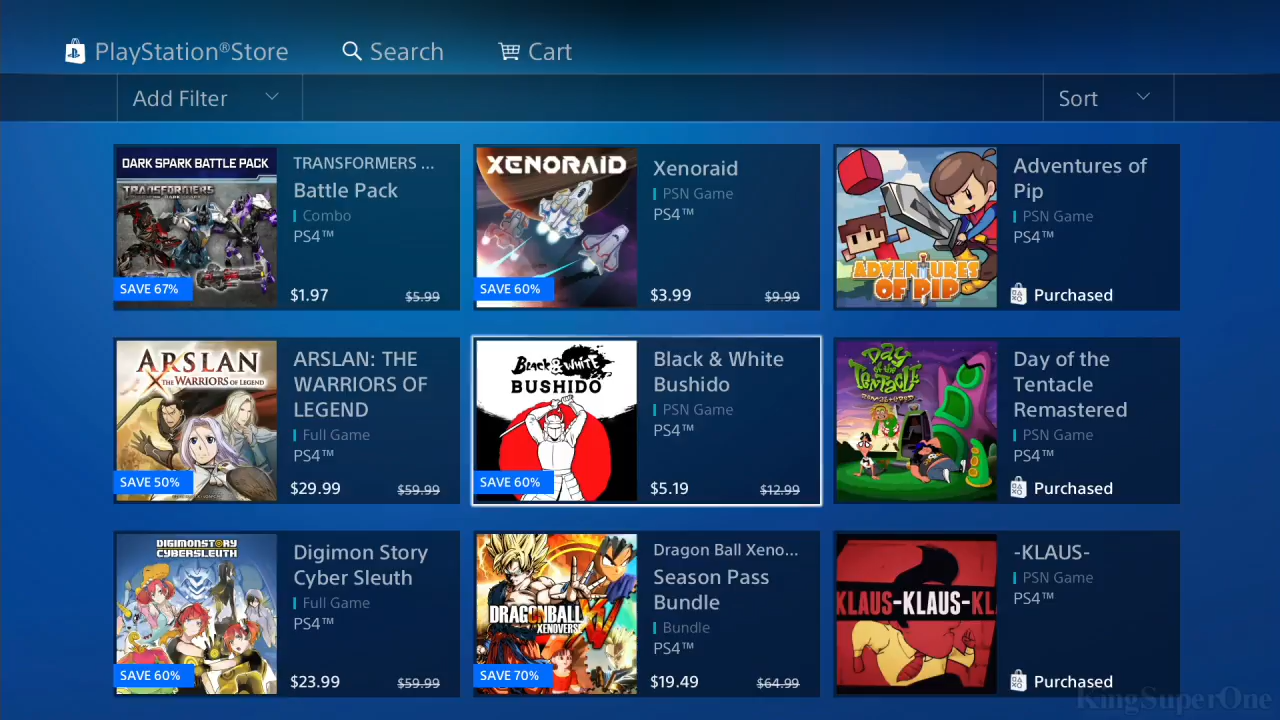 PlayStation®Store
Search
Cart
Add Filter
Sort
DARK SPARK BATTLE PACK
TRANSFORMERS
SAVE 67%
TRANSFORMERS ...
Battle Pack
Combo
PS4™
$1.97
$5.99
XENORAID
SAVE 60%
Xenoraid
PSN Game
PS4™
$3.99
$9.99
ADVENTURES
OF PIP
Adventures of
Pip
PSN Game
PS4™
Purchased
ARSLAN
THE WARRIORS OF LEGEND
SAVE 50%
ARSLAN: THE
WARRIORS OF
LEGEND
Full Game
PS4™
$29.99
$59.99
BLACK & WHITE
BUSHIDO
SAVE 60%
Black & White
Bushido
PSN Game
PS4™
$5.19
$12.99
Day
of the
Tentacle
REMASTERED
Day of the
Tentacle
Remastered
PSN Game
PS4™
Purchased
DIGIMON STORY
CYBER SLEUTH
SAVE 60%
Digimon Story
Cyber Sleuth
Full Game
PS4™
$23.99
$59.99
DRAGONBALL
XENOVERSE
XV
SAVE 70%
Dragon Ball Xeno...
Season Pass
Bundle
Bundle
PS4™
$19.49
$64.99
KLAUS-KLAUS-KL
-KLAUS-
PSN Game
PS4™
Purchased
KingSuperOne